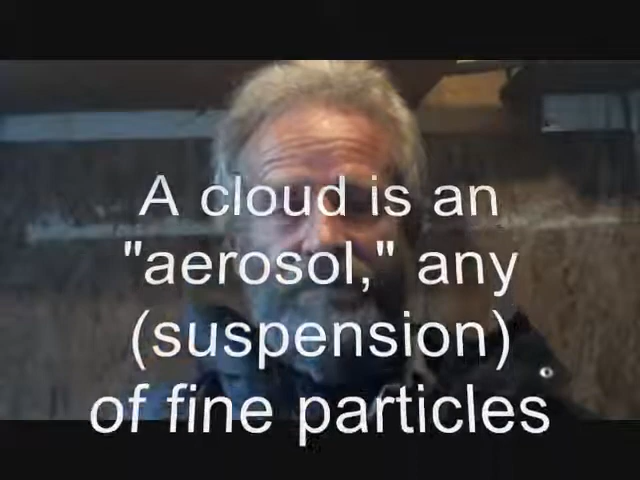 A cloud is an
"aerosol," any
(suspension)
of fine particles